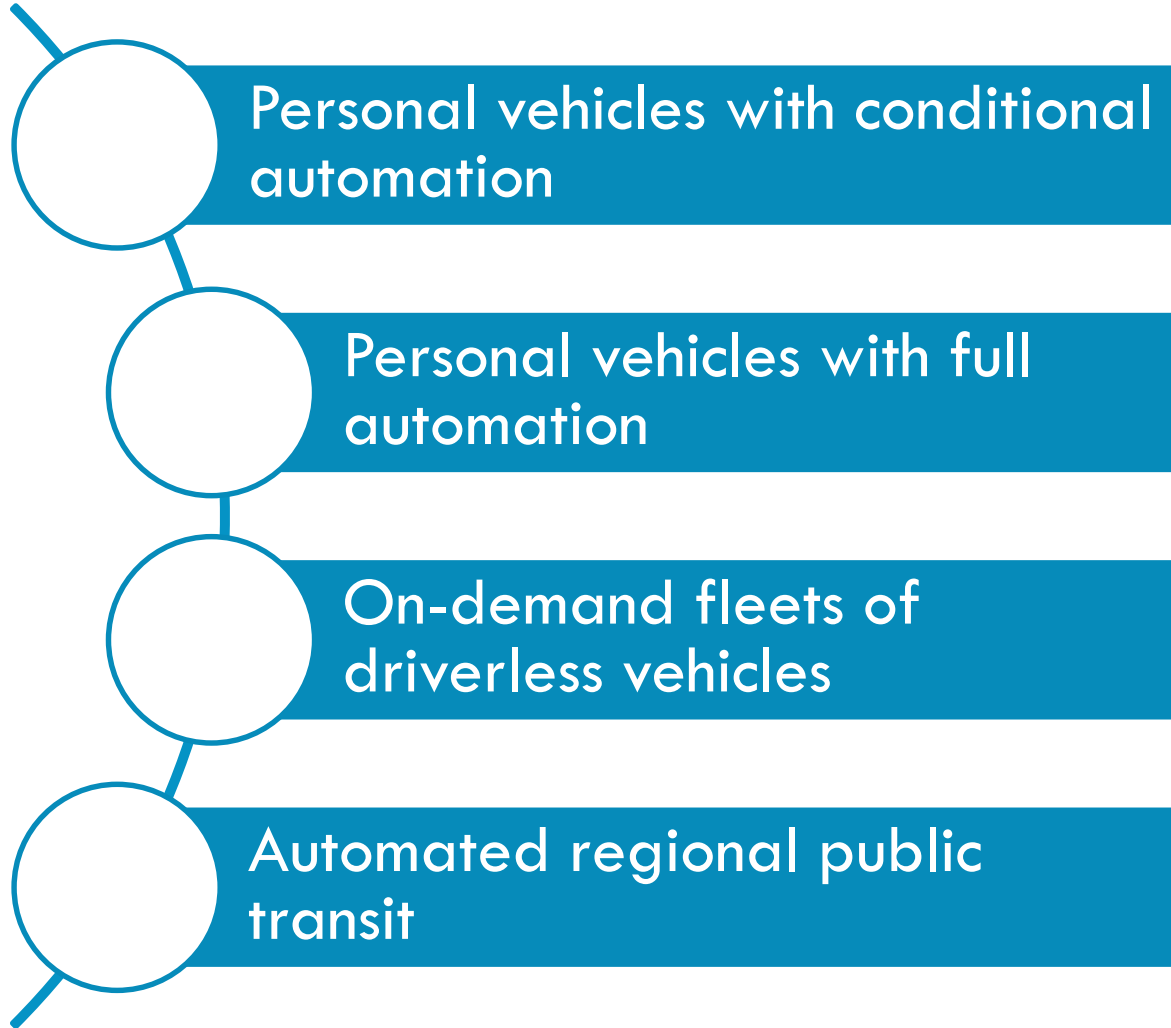 Personal vehicles with conditional
automation
Personal vehicles with full
automation
On-demand fleets of
driverless vehicles
Automated regional public
transit